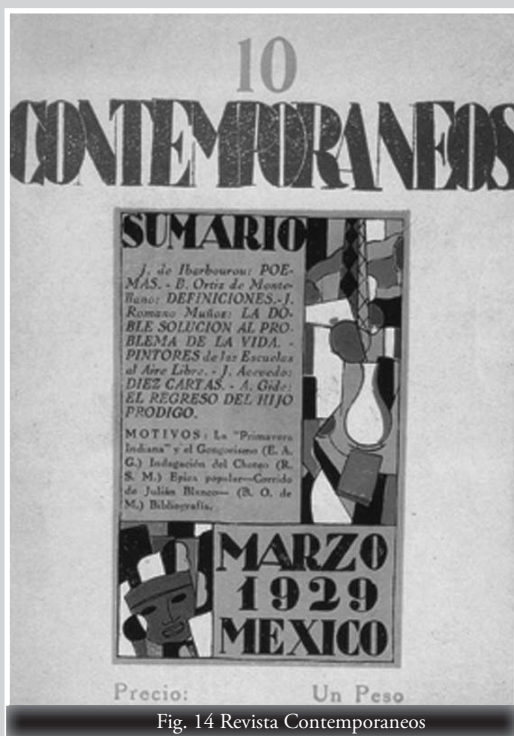 10
CONTEMPORANEOS
SUMARIO
J. de Ibarbourou: POE-
MAS. - B. Ortiz de Monte-
llano: DEFINICIONES.-J.
Romano Muñoz: LA DO-
BLE SOLUCION AL PRO-
BLEMA DE LA VIDA. -
PINTORES de las Escuelas
al Aire Libre. - J. Acevedo:
DIEZ CARTAS. - A. Gide:
EL REGRESO DEL HIJO
PRODIGO.
MOTIVOS: La "Primavera
Indiana" y el Gongorismo (E. A.
G.) Indagación del Choteo (R.
S. M.) Epica popular—Corrido
de Julián Blanco— (B. O. de
M.) Bibliografía.
MARZO
1929
MEXICO
Precio: Un Peso
Fig. 14 Revista Contemporaneos